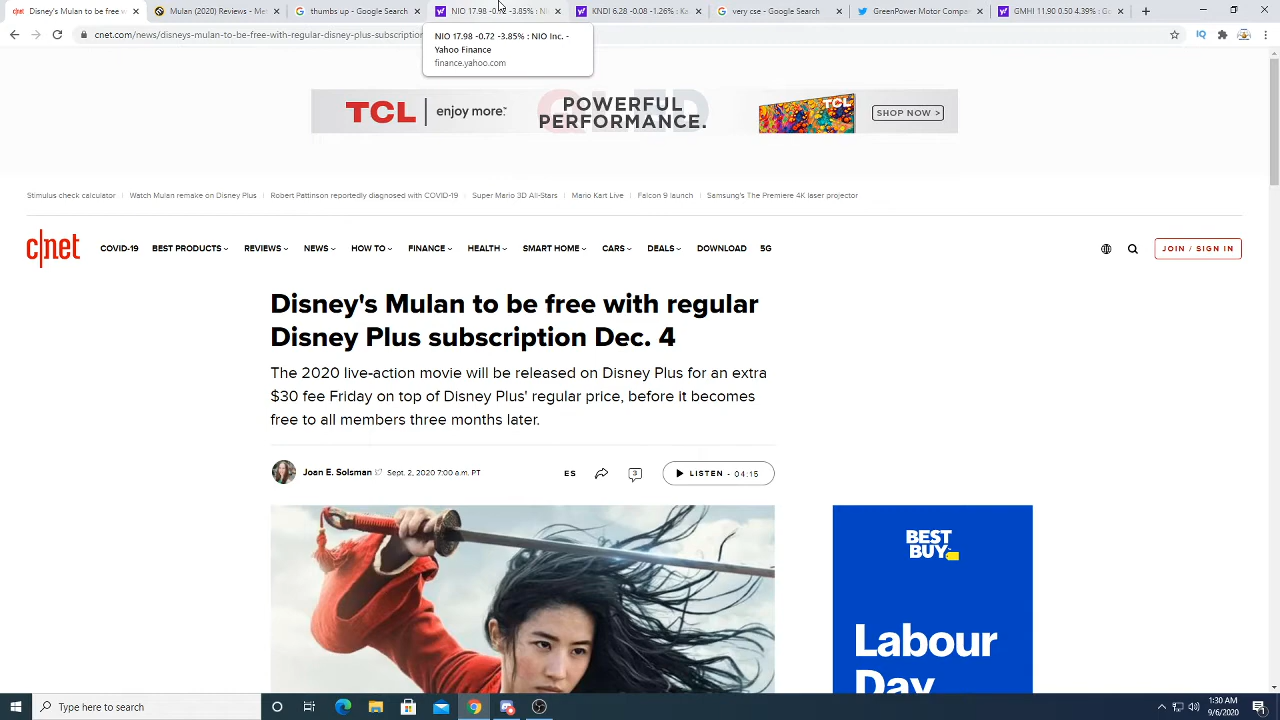 Disney's Mulan to be free w
Mulan (2020) Reviews - Met
thumbs up - Google Search
NIO 17.98 -0.72 -3.85% : NI
KNDI 6.28 -0.08 -1.26% : Ka
very cse - Google Search
GreenPower Motor Compan
GMHI 11.90 0.50 4.39% : Go
cnet.com/news/disneys-mulan-to-be-free-with-regular-disney-plus-subscription
NIO 17.98 -0.72 -3.85% : NIO Inc. -
Yahoo Finance
finance.yahoo.com
TCL enjoy more.™
QLED
POWERFUL
PERFORMANCE.
TCL
SHOP NOW >
Stimulus check calculator
Watch Mulan remake on Disney Plus
Robert Pattinson reportedly diagnosed with COVID-19
Super Mario 3D All-Stars
Mario Kart Live
Falcon 9 launch
Samsung's The Premiere 4K laser projector
c|net
COVID-19
BEST PRODUCTS
REVIEWS
NEWS
HOW TO
FINANCE
HEALTH
SMART HOME
CARS
DEALS
DOWNLOAD
5G
JOIN / SIGN IN
Disney's Mulan to be free with regular
Disney Plus subscription Dec. 4
The 2020 live-action movie will be released on Disney Plus for an extra
$30 fee Friday on top of Disney Plus' regular price, before it becomes
free to all members three months later.
Joan E. Solsman
Sept. 2, 2020 7:00 a.m. PT
ES
3
LISTEN - 04:15
BEST
BUY
Labour
Day
Type here to search
1:30 AM
9/6/2020